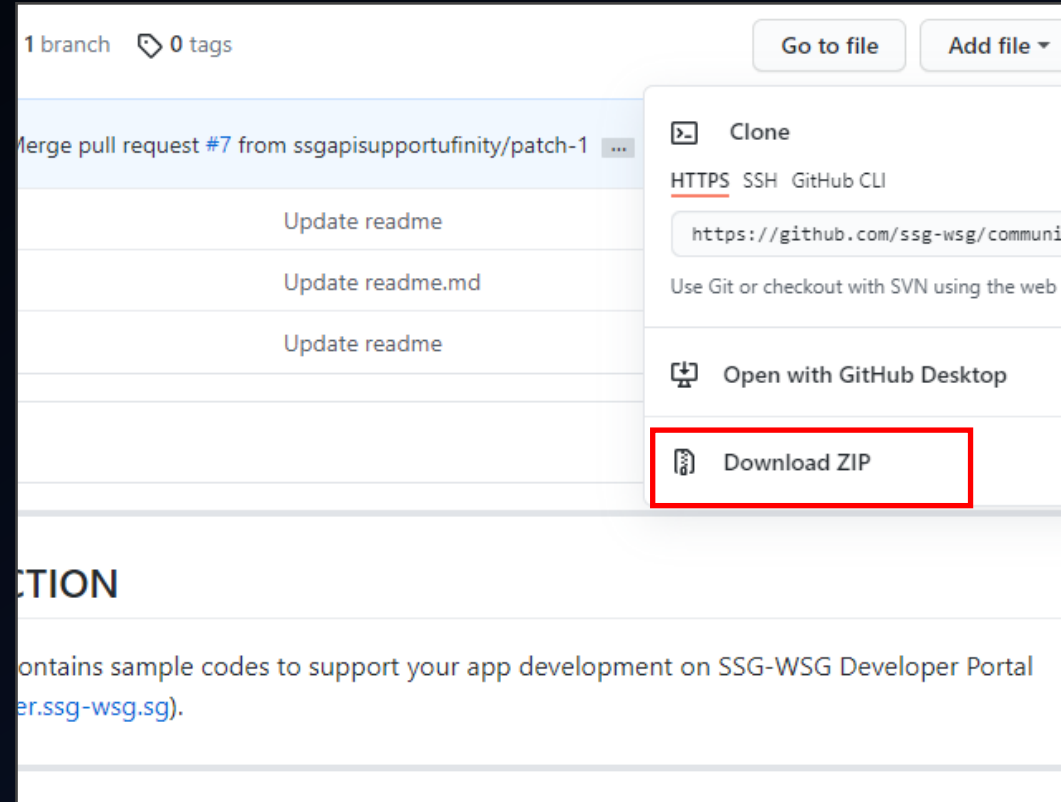 1 branch 0 tags
Go to file Add file
Merge pull request #7 from ssgapisupportufinity/patch-1 ...
Update readme
Update readme.md
Update readme
Clone
HTTPS SSH GitHub CLI
https://github.com/ssg-wsg/communi
Use Git or checkout with SVN using the web
Open with GitHub Desktop
Download ZIP
CTION
ontains sample codes to support your app development on SSG-WSG Developer Portal
er.ssg-wsg.sg).